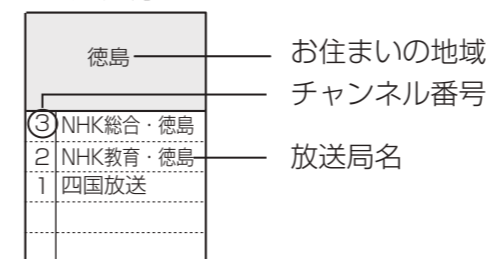 徳島
お住まいの地域
チャンネル番号
3 NHK総合・徳島
2 NHK教育・徳島
放送局名
1 四国放送